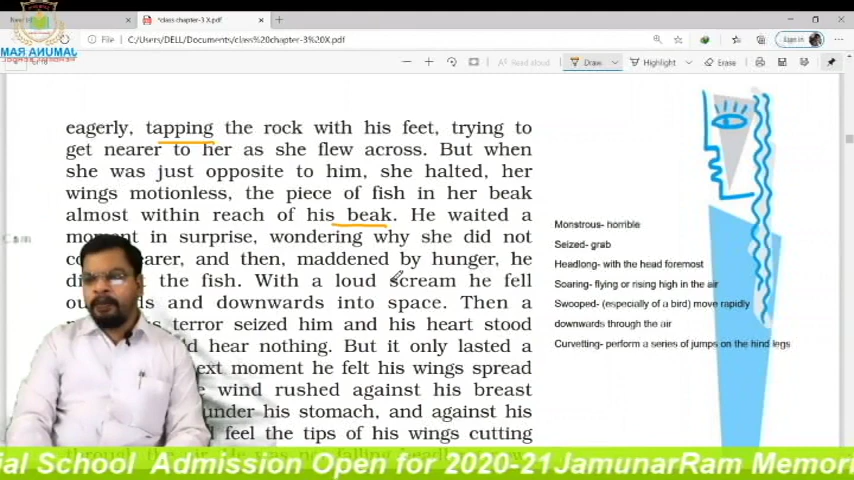 *class chapter-3 X.pdf
File
C:/Users/DELL/Documents/class%20chapter-3%20X.pdf
Sign in
Read aloud
Draw
Highlight
Erase
JAMUNA RAM
eagerly, tapping the rock with his feet, trying to
get nearer to her as she flew across. But when
she was just opposite to him, she halted, her
wings motionless, the piece of fish in her beak
almost within reach of his beak. He waited a
moment in surprise, wondering why she did not
nearer, and then, maddened by hunger, he
the fish. With a loud scream he fell
and downwards into space. Then a
terror seized him and his heart stood
hear nothing. But it only lasted a
moment he felt his wings spread
wind rushed against his breast
under his stomach, and against his
feel the tips of his wings cutting
Monstrous- horrible
Seized- grab
Headlong- with the head foremost
Soaring- flying or rising high in the air
Swooped- (especially of a bird) move rapidly
downwards through the air
Curvetting- perform a series of jumps on the hind legs
School Admission Open for 2020-21JamunarRam